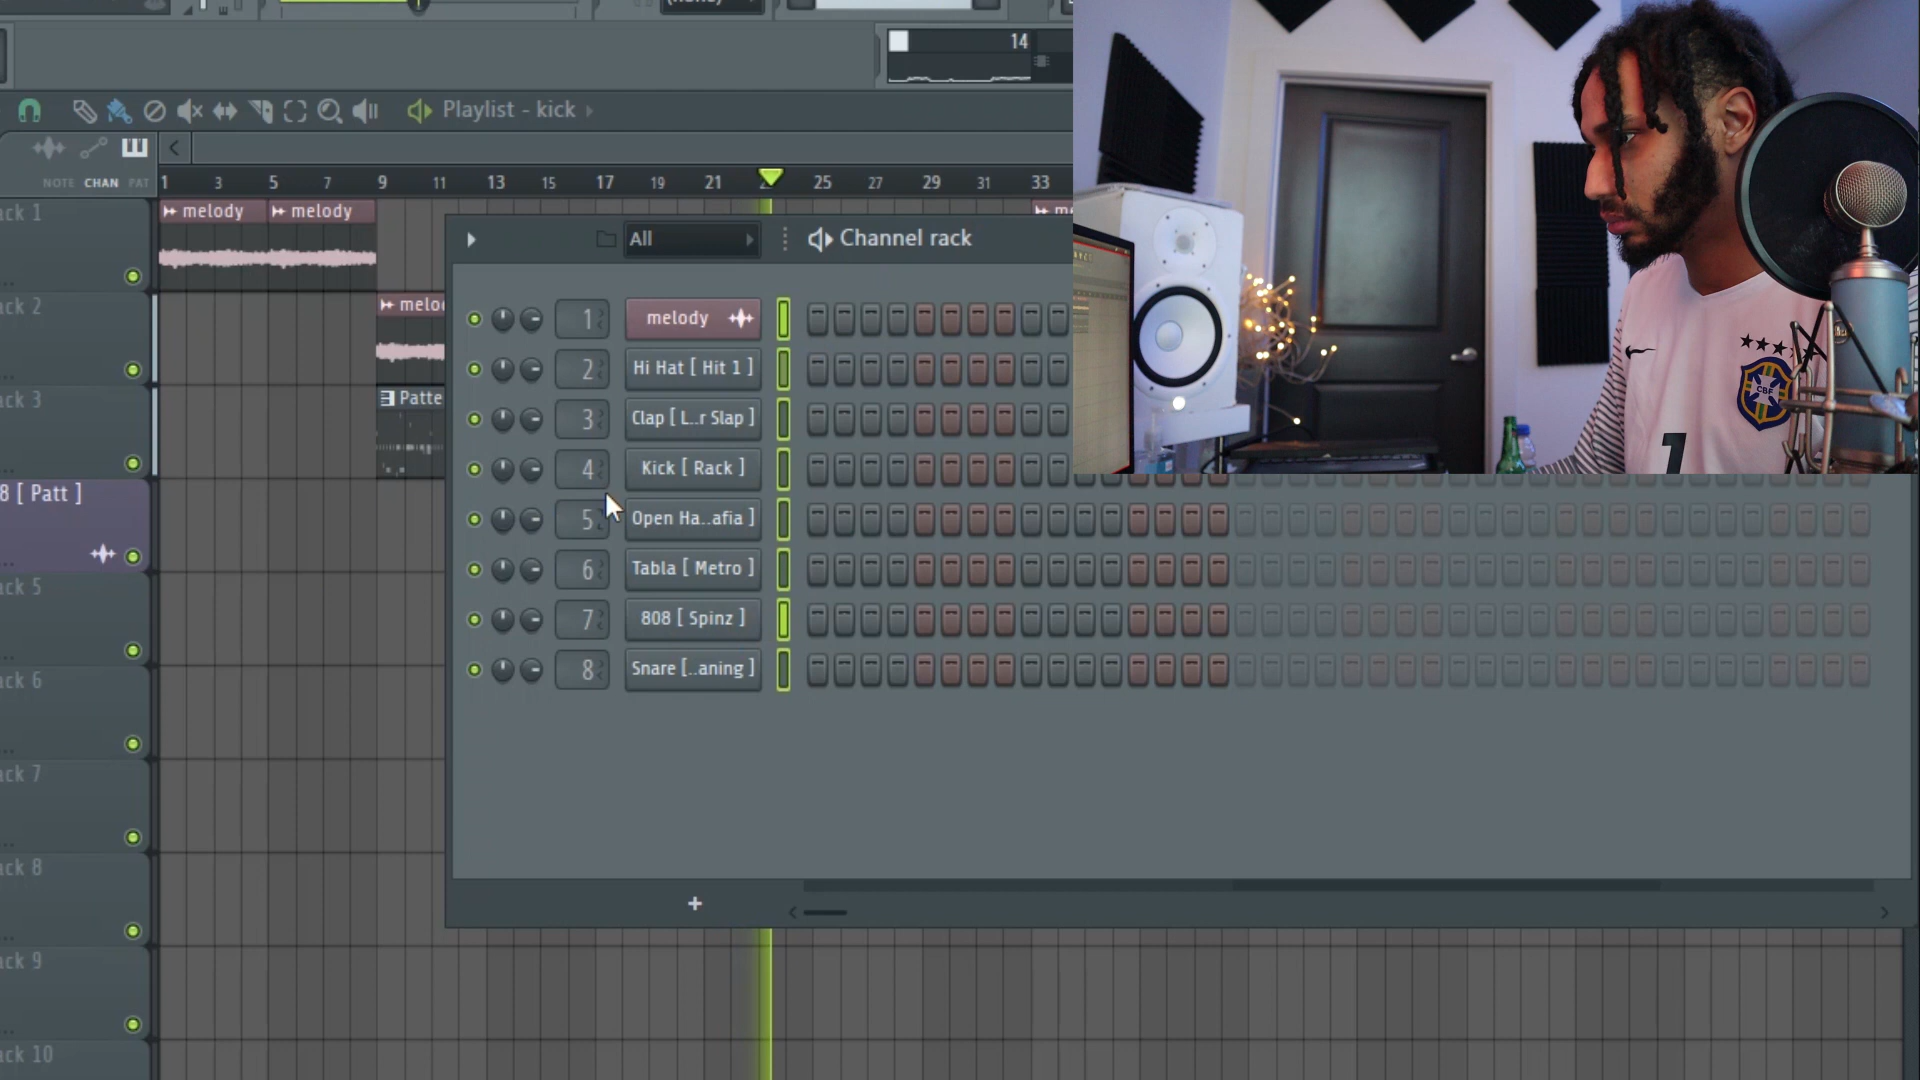 (None)
14
Playlist - kick
NOTE CHAN PAT
1 3 5 7 9 11 13 15 17 19 21 25 27 29 31 33
ack 1
melody
melody
ack 2
ack 3
8 [ Patt ]
ack 5
ack 6
ack 7
ack 8
ack 9
ack 10
All
Channel rack
1 melody
2 Hi Hat [ Hit 1 ]
3 Clap [ L..r Slap ]
4 Kick [ Rack ]
5 Open Ha..afia ]
6 Tabla [ Metro ]
7 808 [ Spinz ]
8 Snare [..aning ]
CBF
1